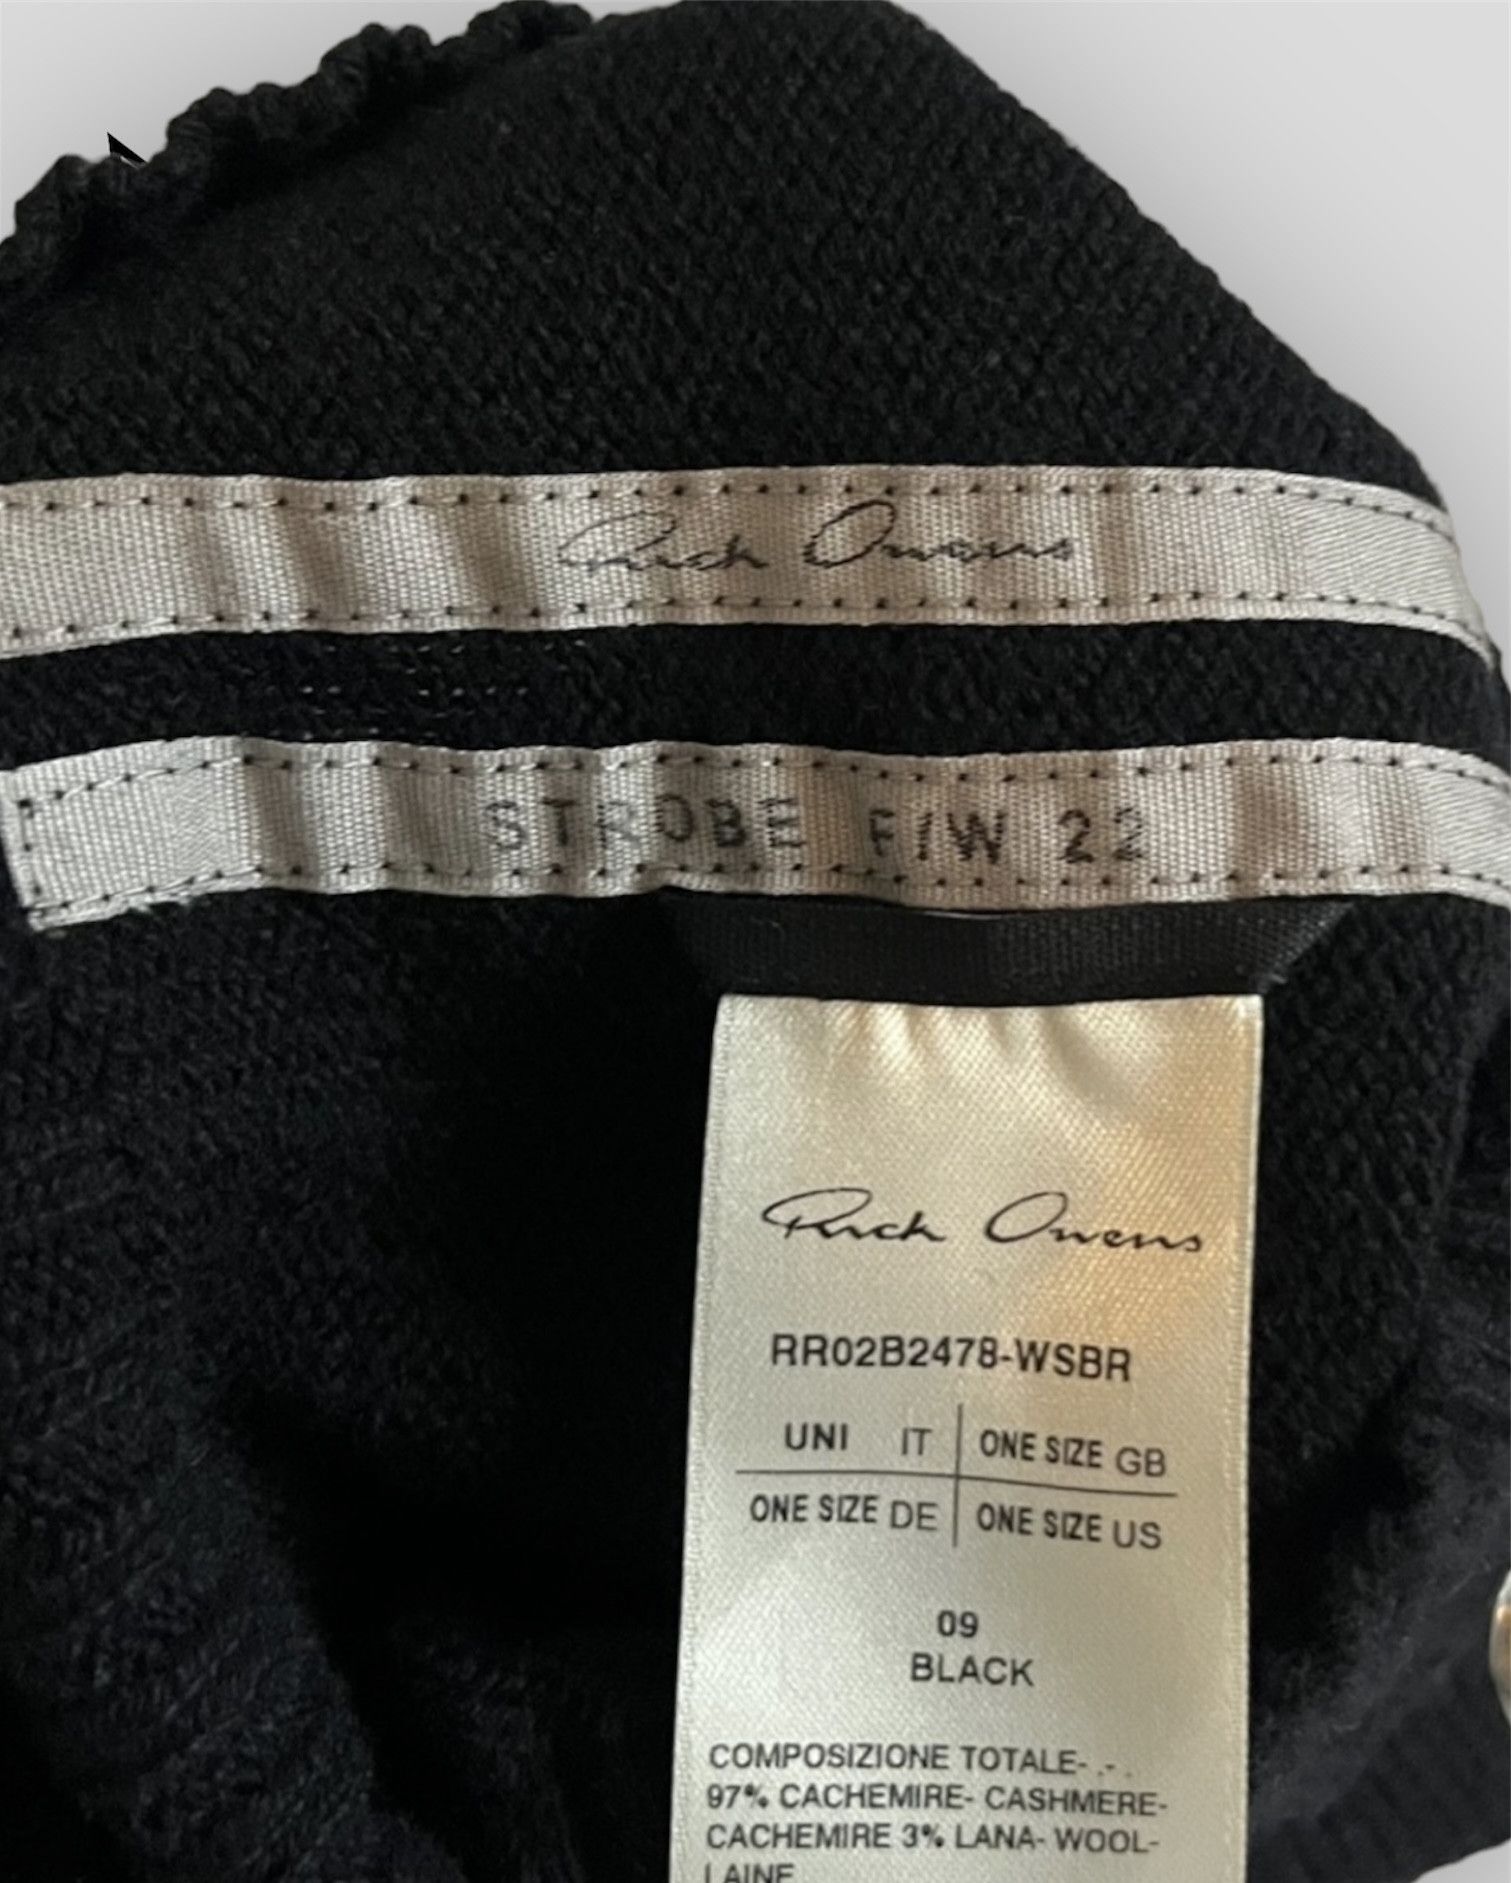 Rick Owens
STROBE F/W 22
Rick Owens
RR02B2478-WSBR
UNI IT ONE SIZE GB
ONE SIZE DE ONE SIZE US
09
BLACK
COMPOSIZIONE TOTALE- .- .
97% CACHEMIRE- CASHMERE-
CACHEMIRE 3% LANA- WOOL-
LAINE